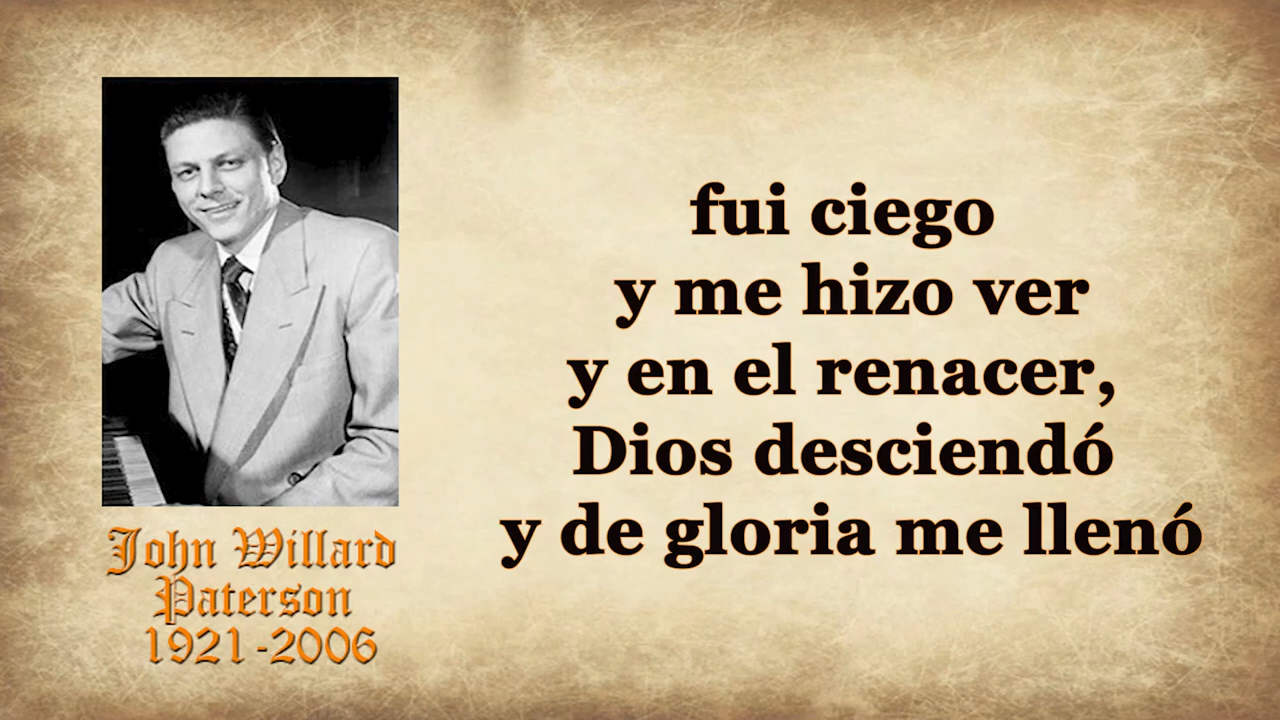 fui ciego
y me hizo ver
y en el renacer,
Dios desciendó
y de gloria me llenó
John Willard
Paterson
1921-2006